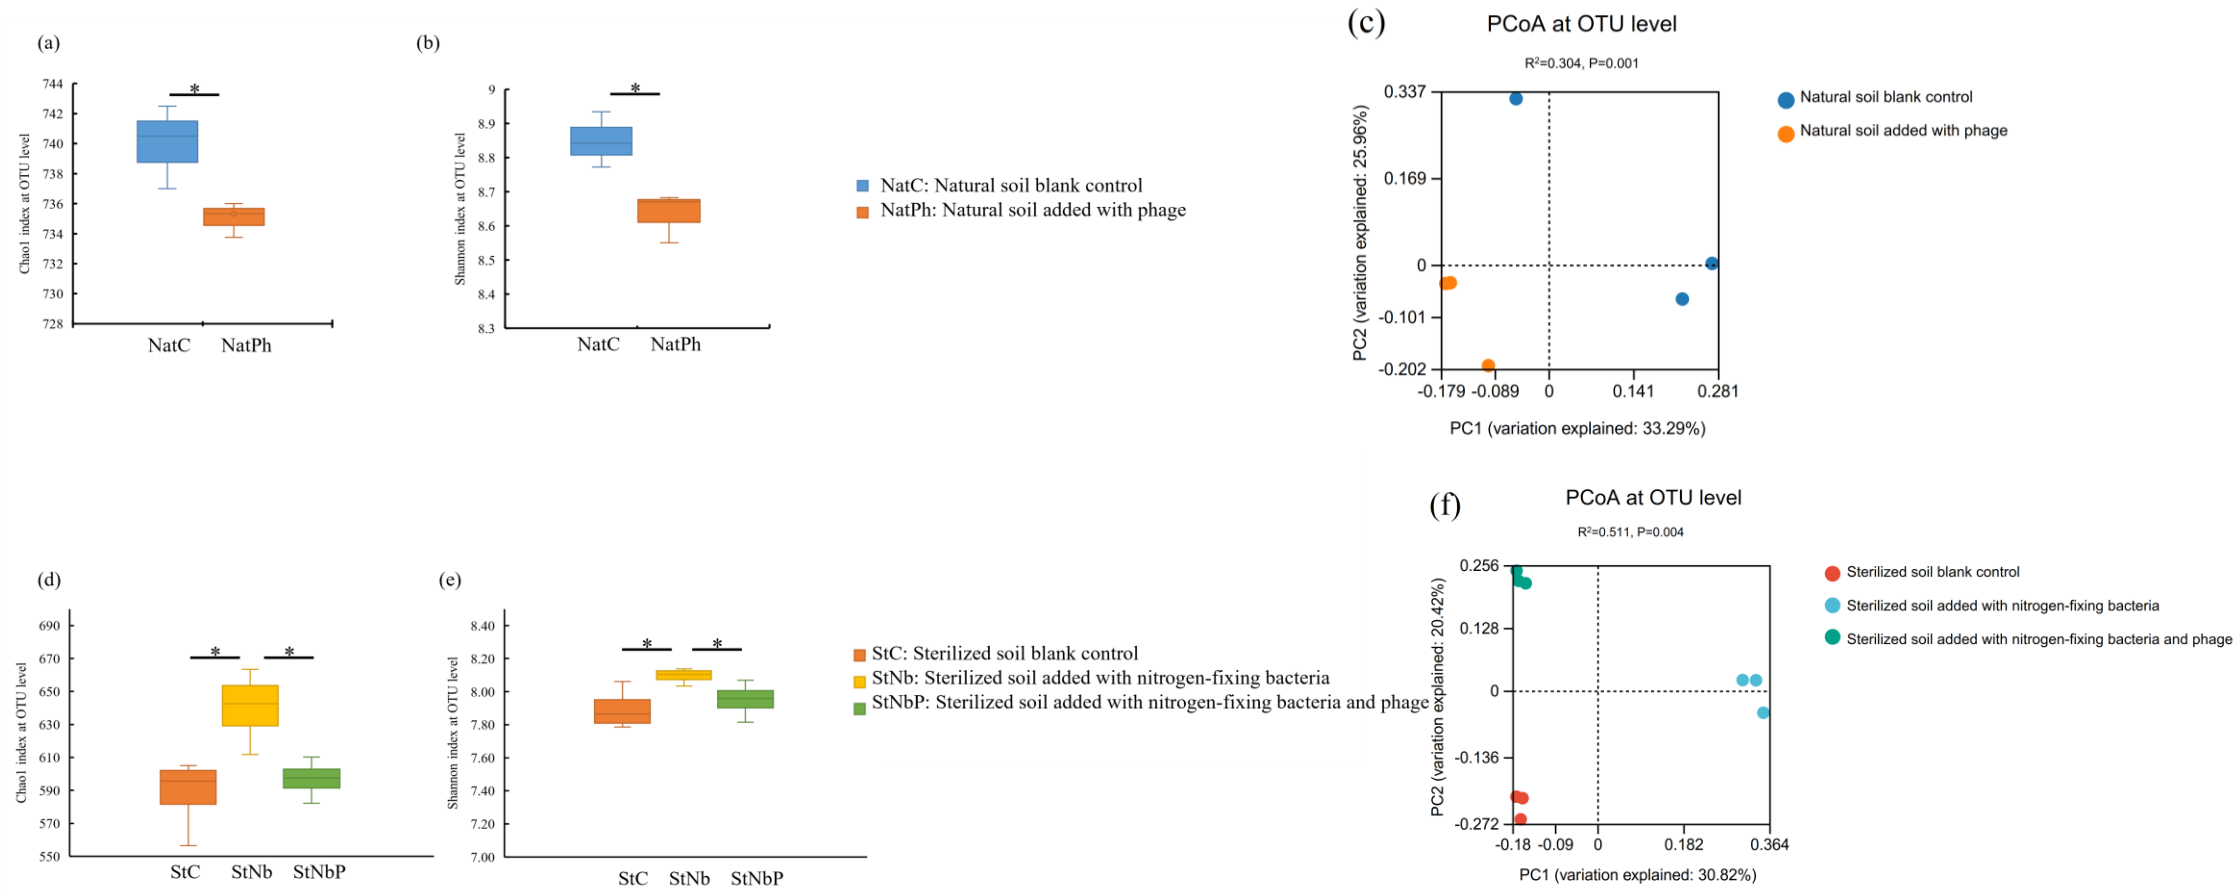 (a)
744
742
740
738
736
734
732
730
728
Chao1 index at OTU level
*
NatC NatPh
(b)
9
8.9
8.8
8.7
8.6
8.5
8.4
8.3
Shannon index at OTU level
*
NatC NatPh
NatC: Natural soil blank control
NatPh: Natural soil added with phage
(c)
PCoA at OTU level
R²=0.304, P=0.001
0.337
0.169
0
-0.101
-0.202
PC2 (variation explained: 25.96%)
-0.179 -0.089 0 0.141 0.281
PC1 (variation explained: 33.29%)
Natural soil blank control
Natural soil added with phage
(d)
690
670
650
630
610
590
570
550
Chao1 index at OTU level
* *
StC StNb StNbP
(e)
8.40
8.20
8.00
7.80
7.60
7.40
7.20
7.00
Shannon index at OTU level
* *
StC StNb StNbP
StC: Sterilized soil blank control
StNb: Sterilized soil added with nitrogen-fixing bacteria
StNbP: Sterilized soil added with nitrogen-fixing bacteria and phage
(f)
PCoA at OTU level
R²=0.511, P=0.004
0.256
0.128
0
-0.136
-0.272
PC2 (variation explained: 20.42%)
-0.18 -0.09 0 0.182 0.364
PC1 (variation explained: 30.82%)
Sterilized soil blank control
Sterilized soil added with nitrogen-fixing bacteria
Sterilized soil added with nitrogen-fixing bacteria and phage